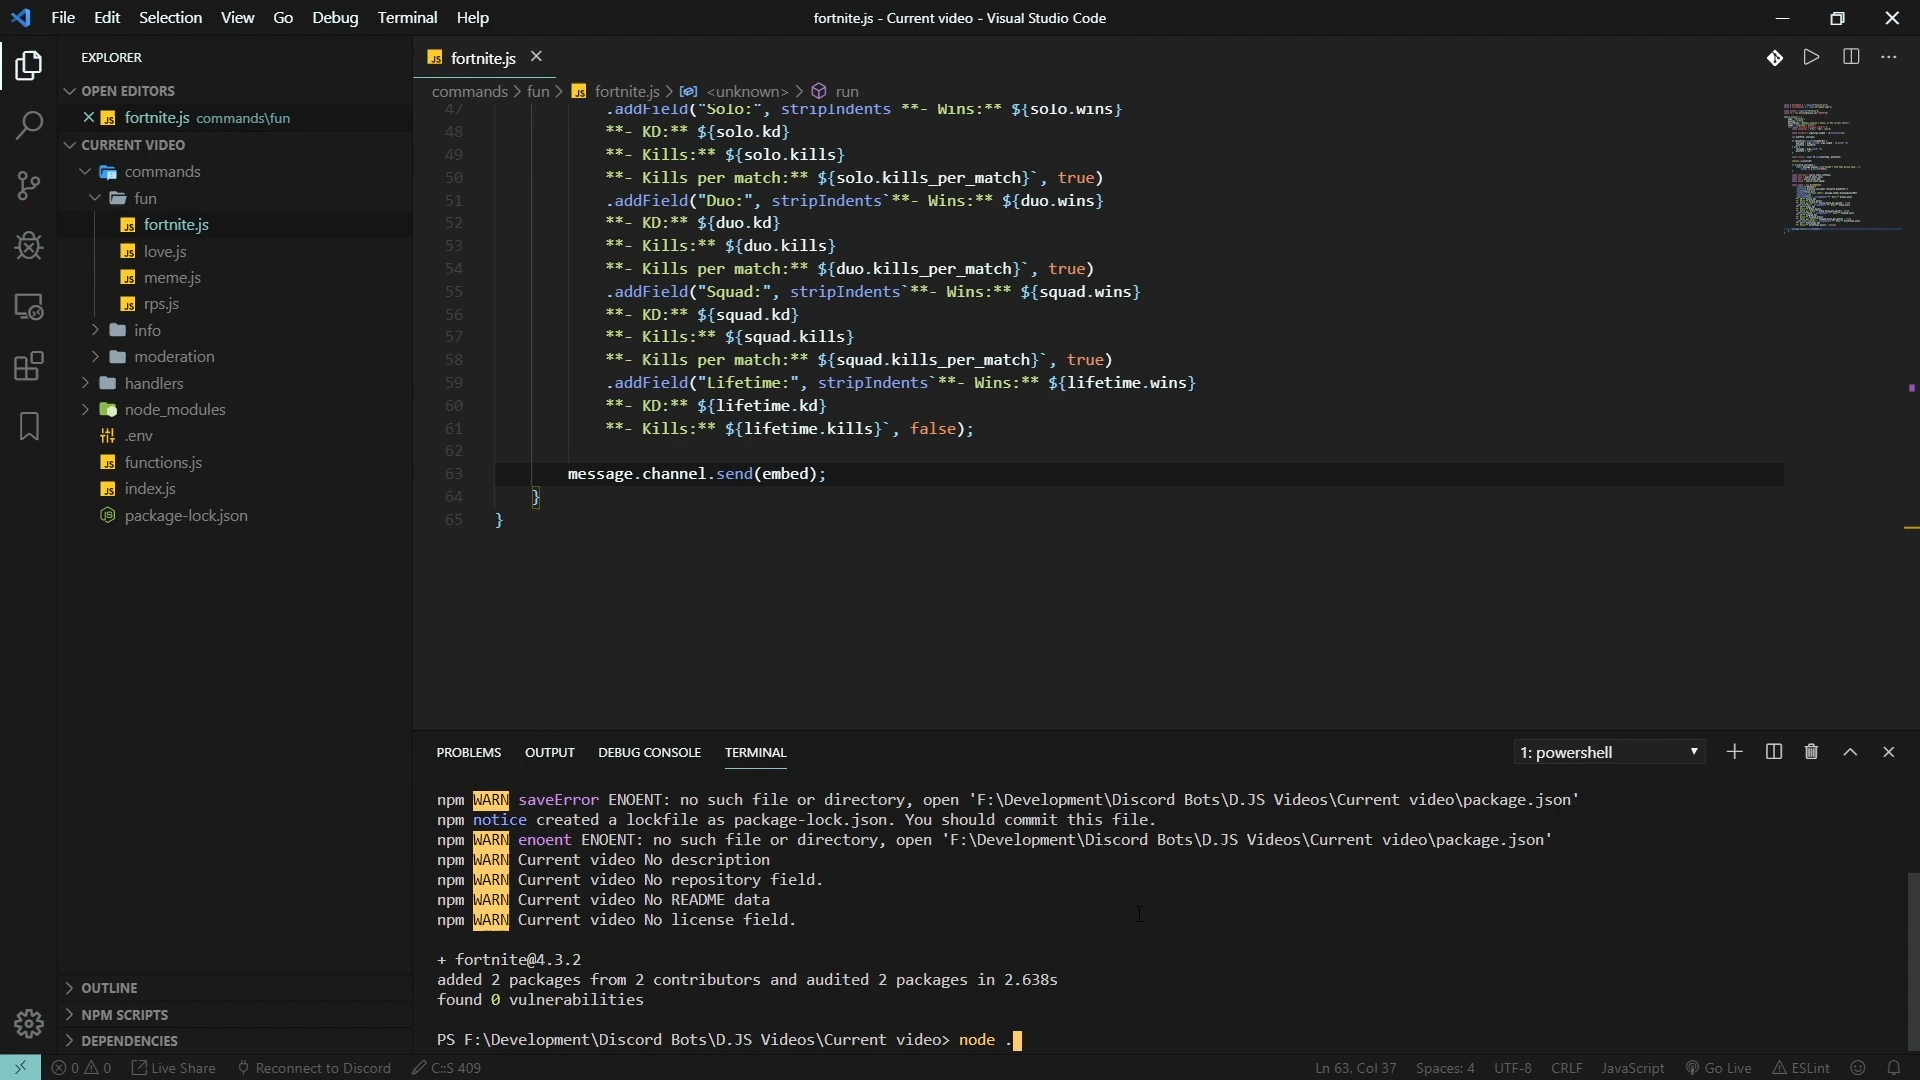 File Edit Selection View Go Debug Terminal Help
fortnite.js - Current video - Visual Studio Code
EXPLORER
OPEN EDITORS
fortnite.js commands\fun
CURRENT VIDEO
commands
fun
fortnite.js
love.js
meme.js
rps.js
info
moderation
handlers
node_modules
.env
functions.js
index.js
package-lock.json
OUTLINE
NPM SCRIPTS
DEPENDENCIES
fortnite.js
commands > fun > fortnite.js > <unknown> > run
47 .addField("Solo:", stripIndents **- Wins:** ${solo.wins}
48 **- KD:** ${solo.kd}
49 **- Kills:** ${solo.kills}
50 **- Kills per match:** ${solo.kills_per_match}`, true)
51 .addField("Duo:", stripIndents`**- Wins:** ${duo.wins}
52 **- KD:** ${duo.kd}
53 **- Kills:** ${duo.kills}
54 **- Kills per match:** ${duo.kills_per_match}`, true)
55 .addField("Squad:", stripIndents`**- Wins:** ${squad.wins}
56 **- KD:** ${squad.kd}
57 **- Kills:** ${squad.kills}
58 **- Kills per match:** ${squad.kills_per_match}`, true)
59 .addField("Lifetime:", stripIndents`**- Wins:** ${lifetime.wins}
60 **- KD:** ${lifetime.kd}
61 **- Kills:** ${lifetime.kills}`, false);
62
63 message.channel.send(embed);
64 }
65 }
PROBLEMS OUTPUT DEBUG CONSOLE TERMINAL
1: powershell
npm WARN saveError ENOENT: no such file or directory, open 'F:\Development\Discord Bots\D.JS Videos\Current video\package.json'
npm notice created a lockfile as package-lock.json. You should commit this file.
npm WARN enoent ENOENT: no such file or directory, open 'F:\Development\Discord Bots\D.JS Videos\Current video\package.json'
npm WARN Current video No description
npm WARN Current video No repository field.
npm WARN Current video No README data
npm WARN Current video No license field.
+ fortnite@4.3.2
added 2 packages from 2 contributors and audited 2 packages in 2.638s
found 0 vulnerabilities
PS F:\Development\Discord Bots\D.JS Videos\Current video> node .
0 0 Live Share Reconnect to Discord C:S 409
Ln 63, Col 37 Spaces: 4 UTF-8 CRLF JavaScript Go Live ESLint